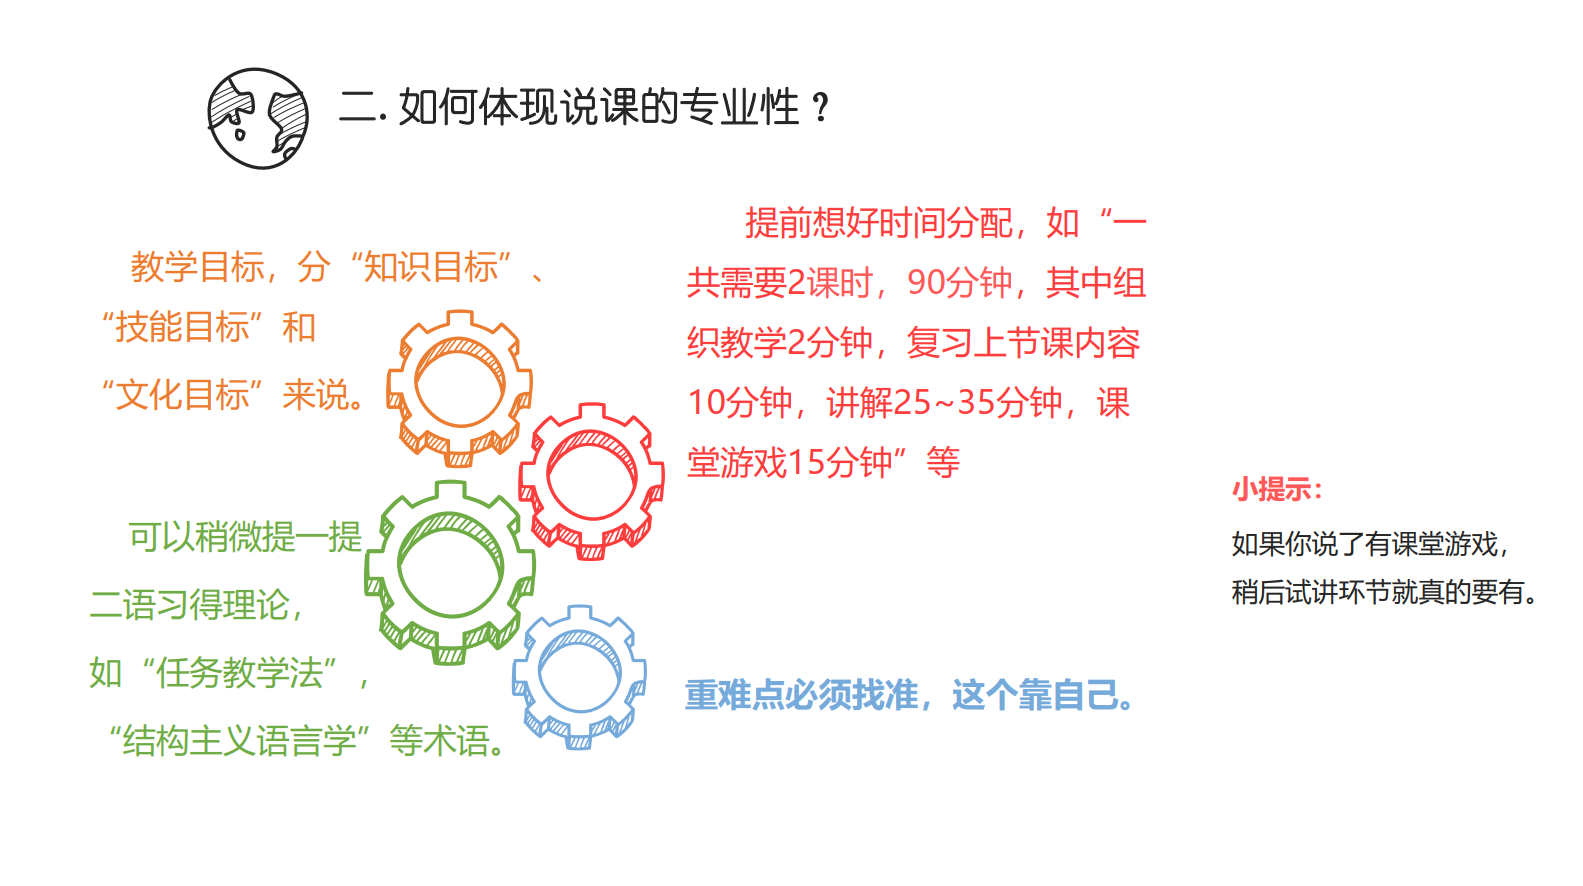 二. 如何体现说课的专业性？
教学目标，分“知识目标”、
“技能目标”和
“文化目标”来说。
提前想好时间分配，如“一
共需要2课时，90分钟，其中组
织教学2分钟，复习上节课内容
10分钟，讲解25~35分钟，课
堂游戏15分钟”等
可以稍微提一提
二语习得理论，
如“任务教学法”，
“结构主义语言学”等术语。
重难点必须找准，这个靠自己。
小提示：
如果你说了有课堂游戏，
稍后试讲环节就真的要有。